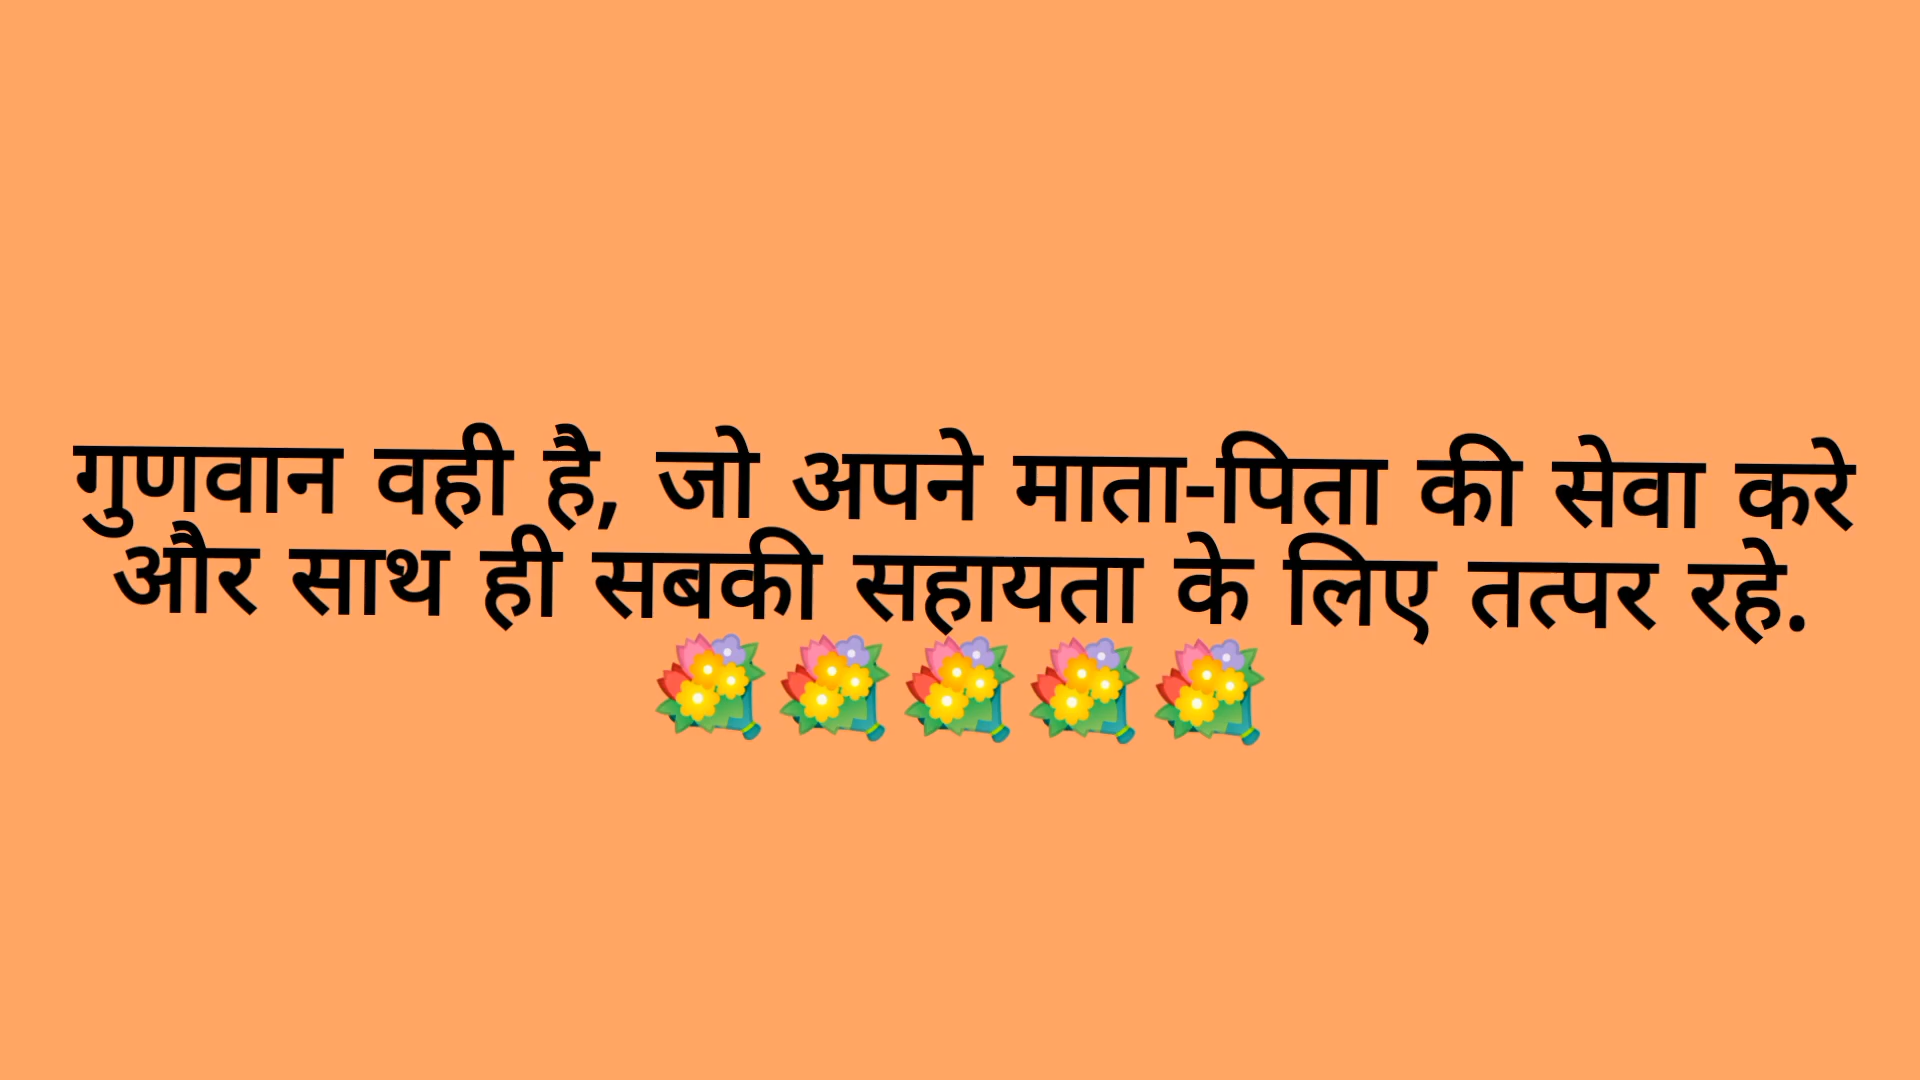 गुणवान वही है, जो अपने माता-पिता की सेवा करे
और साथ ही सबकी सहायता के लिए तत्पर रहे.
💐💐💐💐💐